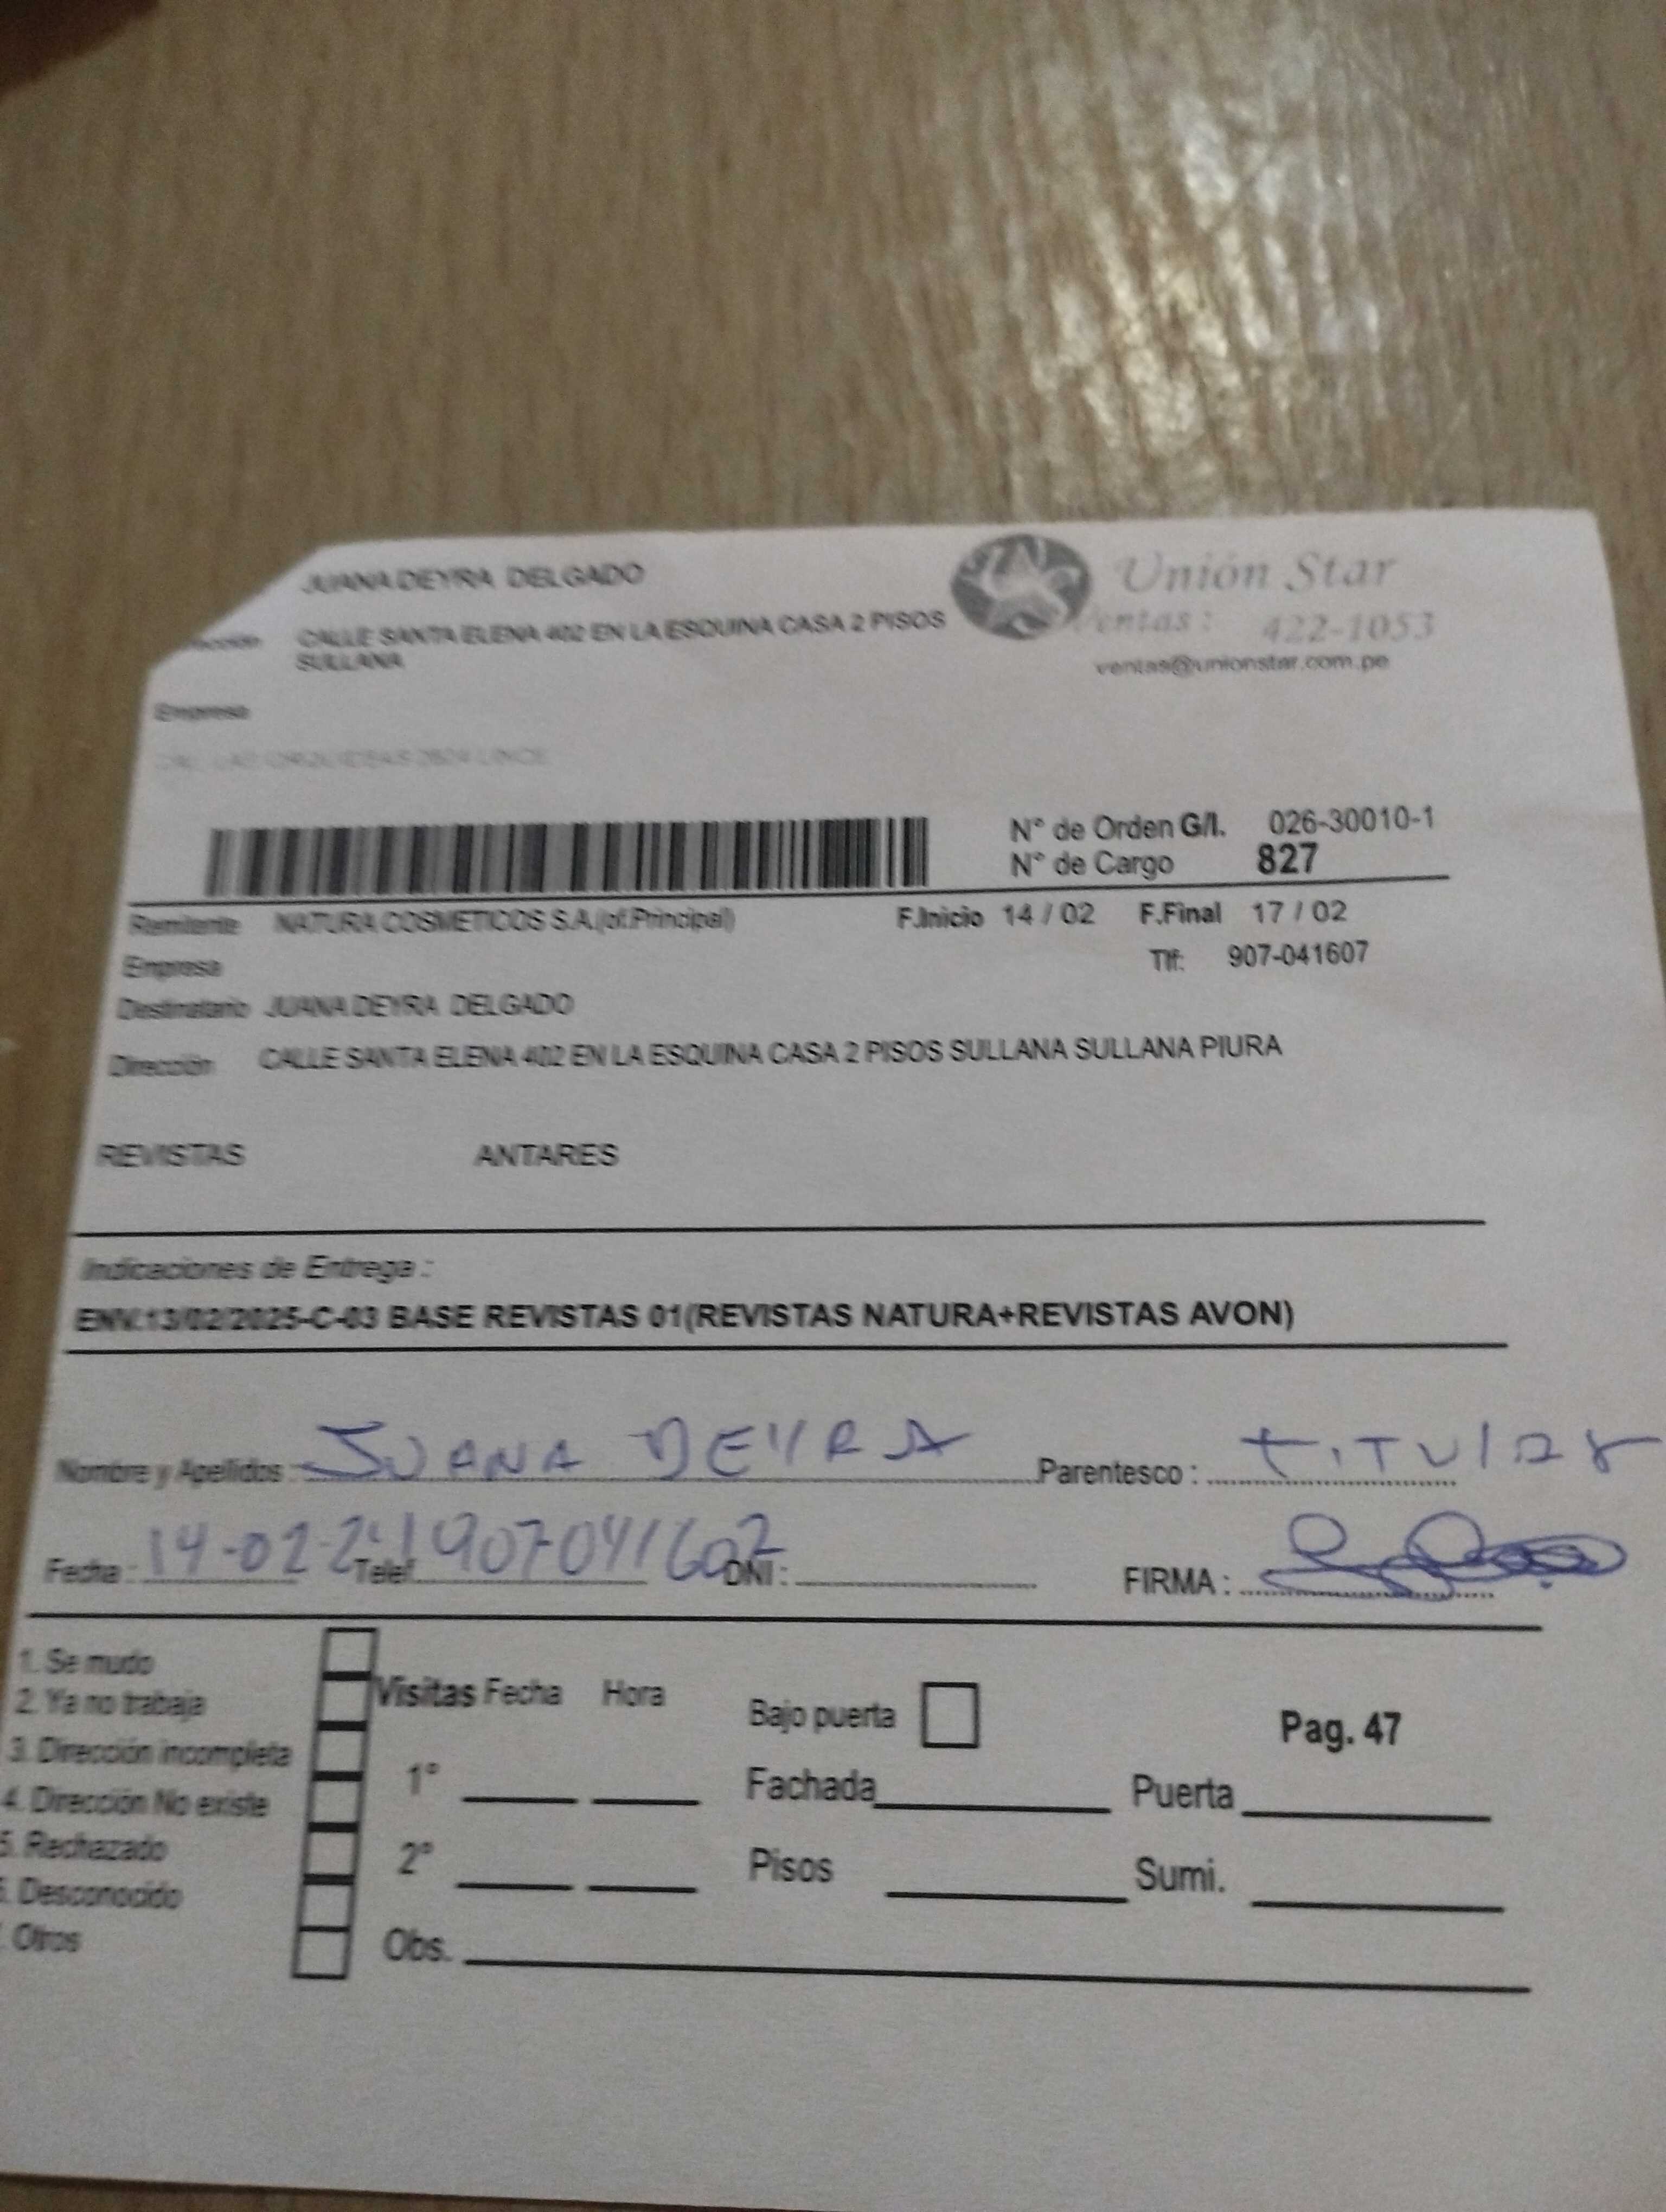 JUANA DEYRA DELGADO
Unión Star
CALLE SANTA ELENA 402 EN LA ESQUINA CASA 2 PISOS
SULLANA
Ventas: 422-1053
ventas@unionstar.com.pe
Empresa
N° de Orden G/I. 026-30010-1
N° de Cargo 827
Remitente NATURA COSMETICOS S.A.(of.Principal) F.Inicio 14 / 02 F.Final 17 / 02
Empresa Tlf: 907-041607
Destinatario JUANA DEYRA DELGADO
Dirección CALLE SANTA ELENA 402 EN LA ESQUINA CASA 2 PISOS SULLANA SULLANA PIURA
REVISTAS ANTARES
Indicaciones de Entrega :
ENV.13/02/2025-C-03 BASE REVISTAS 01(REVISTAS NATURA+REVISTAS AVON)
Nombre y Apellidos : JUANA DEYRA Parentesco : TITULAR
Fecha : 14-02- Telef. 907041607 DNI : FIRMA :
1. Se mudo
2. Ya no trabaja
3. Dirección incompleta
4. Dirección No existe
5. Rechazado
. Desconocido
. Otros
Visitas Fecha Hora
1°
2°
Obs.
Bajo puerta
Fachada
Pisos
Pag. 47
Puerta
Sumi.